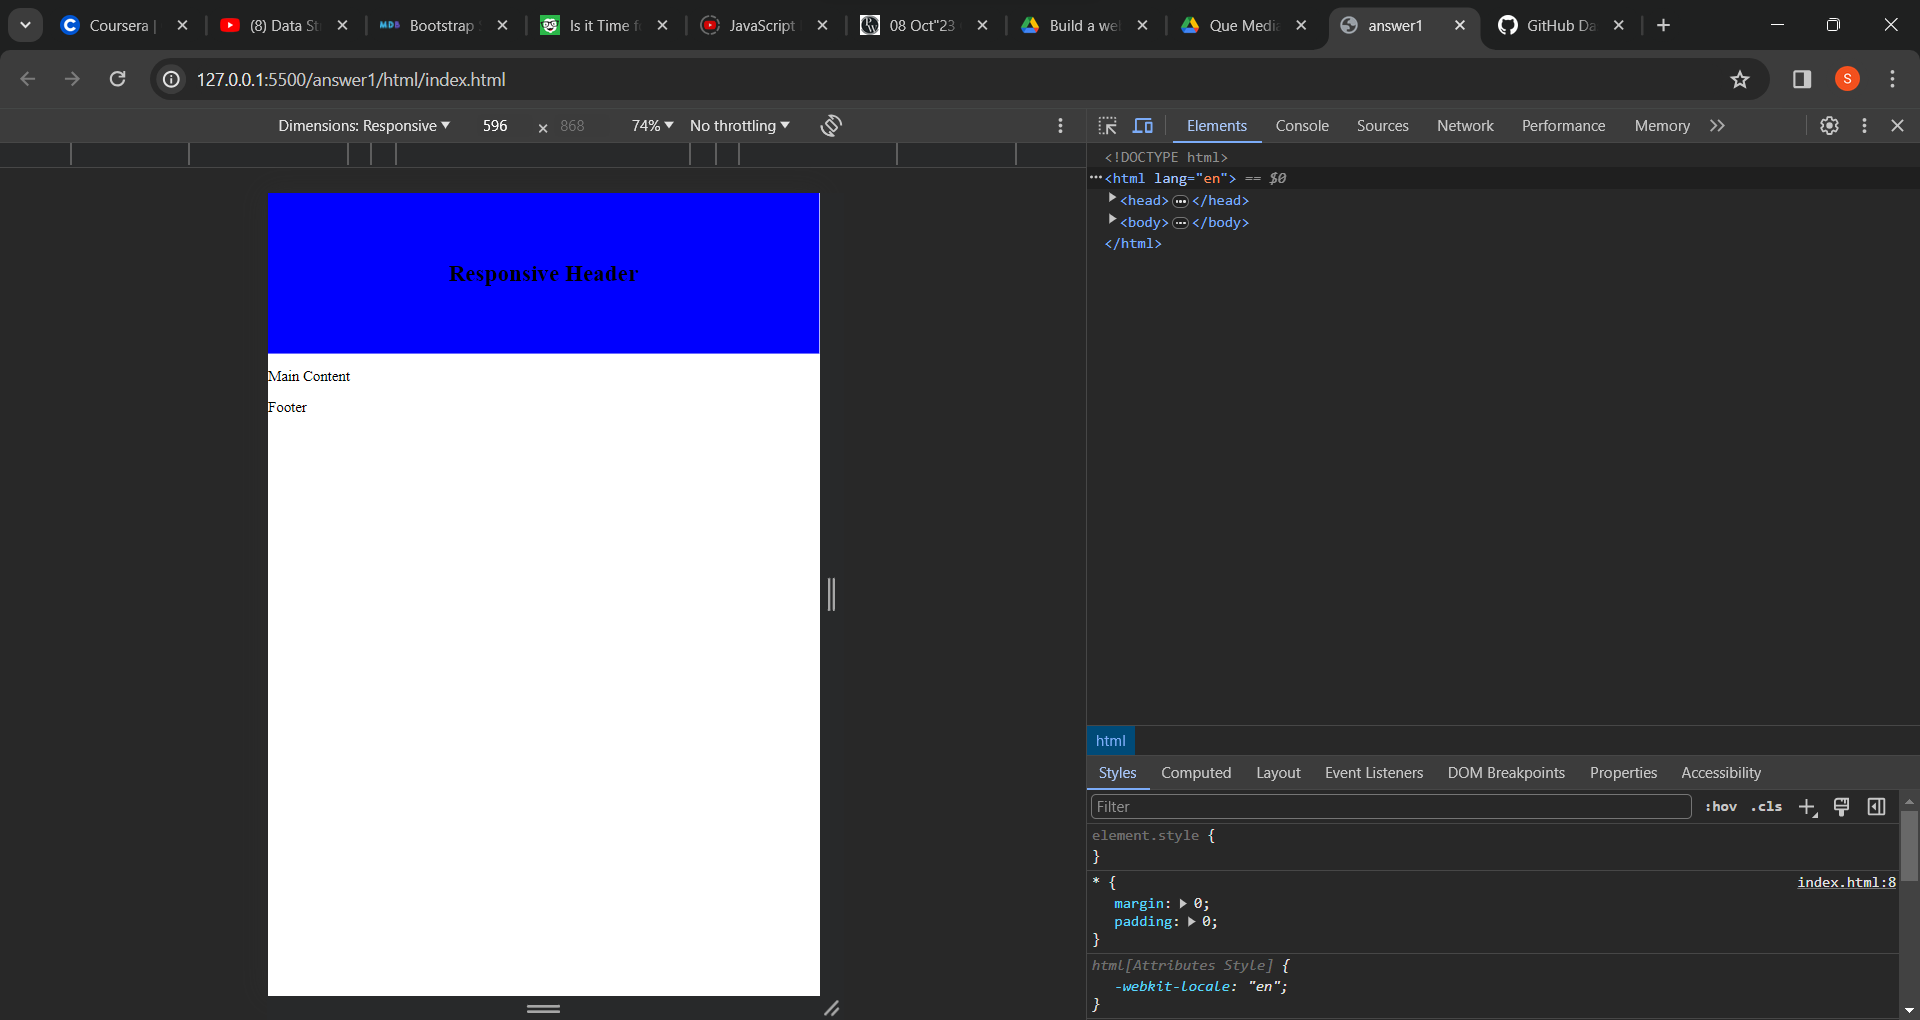 Coursera |
(8) Data St
Bootstrap
Is it Time f
JavaScript
08 Oct"23
Build a we
Que Media
answer1
GitHub Da
127.0.0.1:5500/answer1/html/index.html
S
Dimensions: Responsive
596
x
868
74%
No throttling
Elements
Console
Sources
Network
Performance
Memory
<!DOCTYPE html>
<html lang="en"> == $0
<head> </head>
<body> </body>
</html>
Responsive Header
Main Content
Footer
html
Styles
Computed
Layout
Event Listeners
DOM Breakpoints
Properties
Accessibility
Filter
:hov
.cls
element.style {
}
* {
index.html:8
margin: 0;
padding: 0;
}
html[Attributes Style] {
-webkit-locale: "en";
}